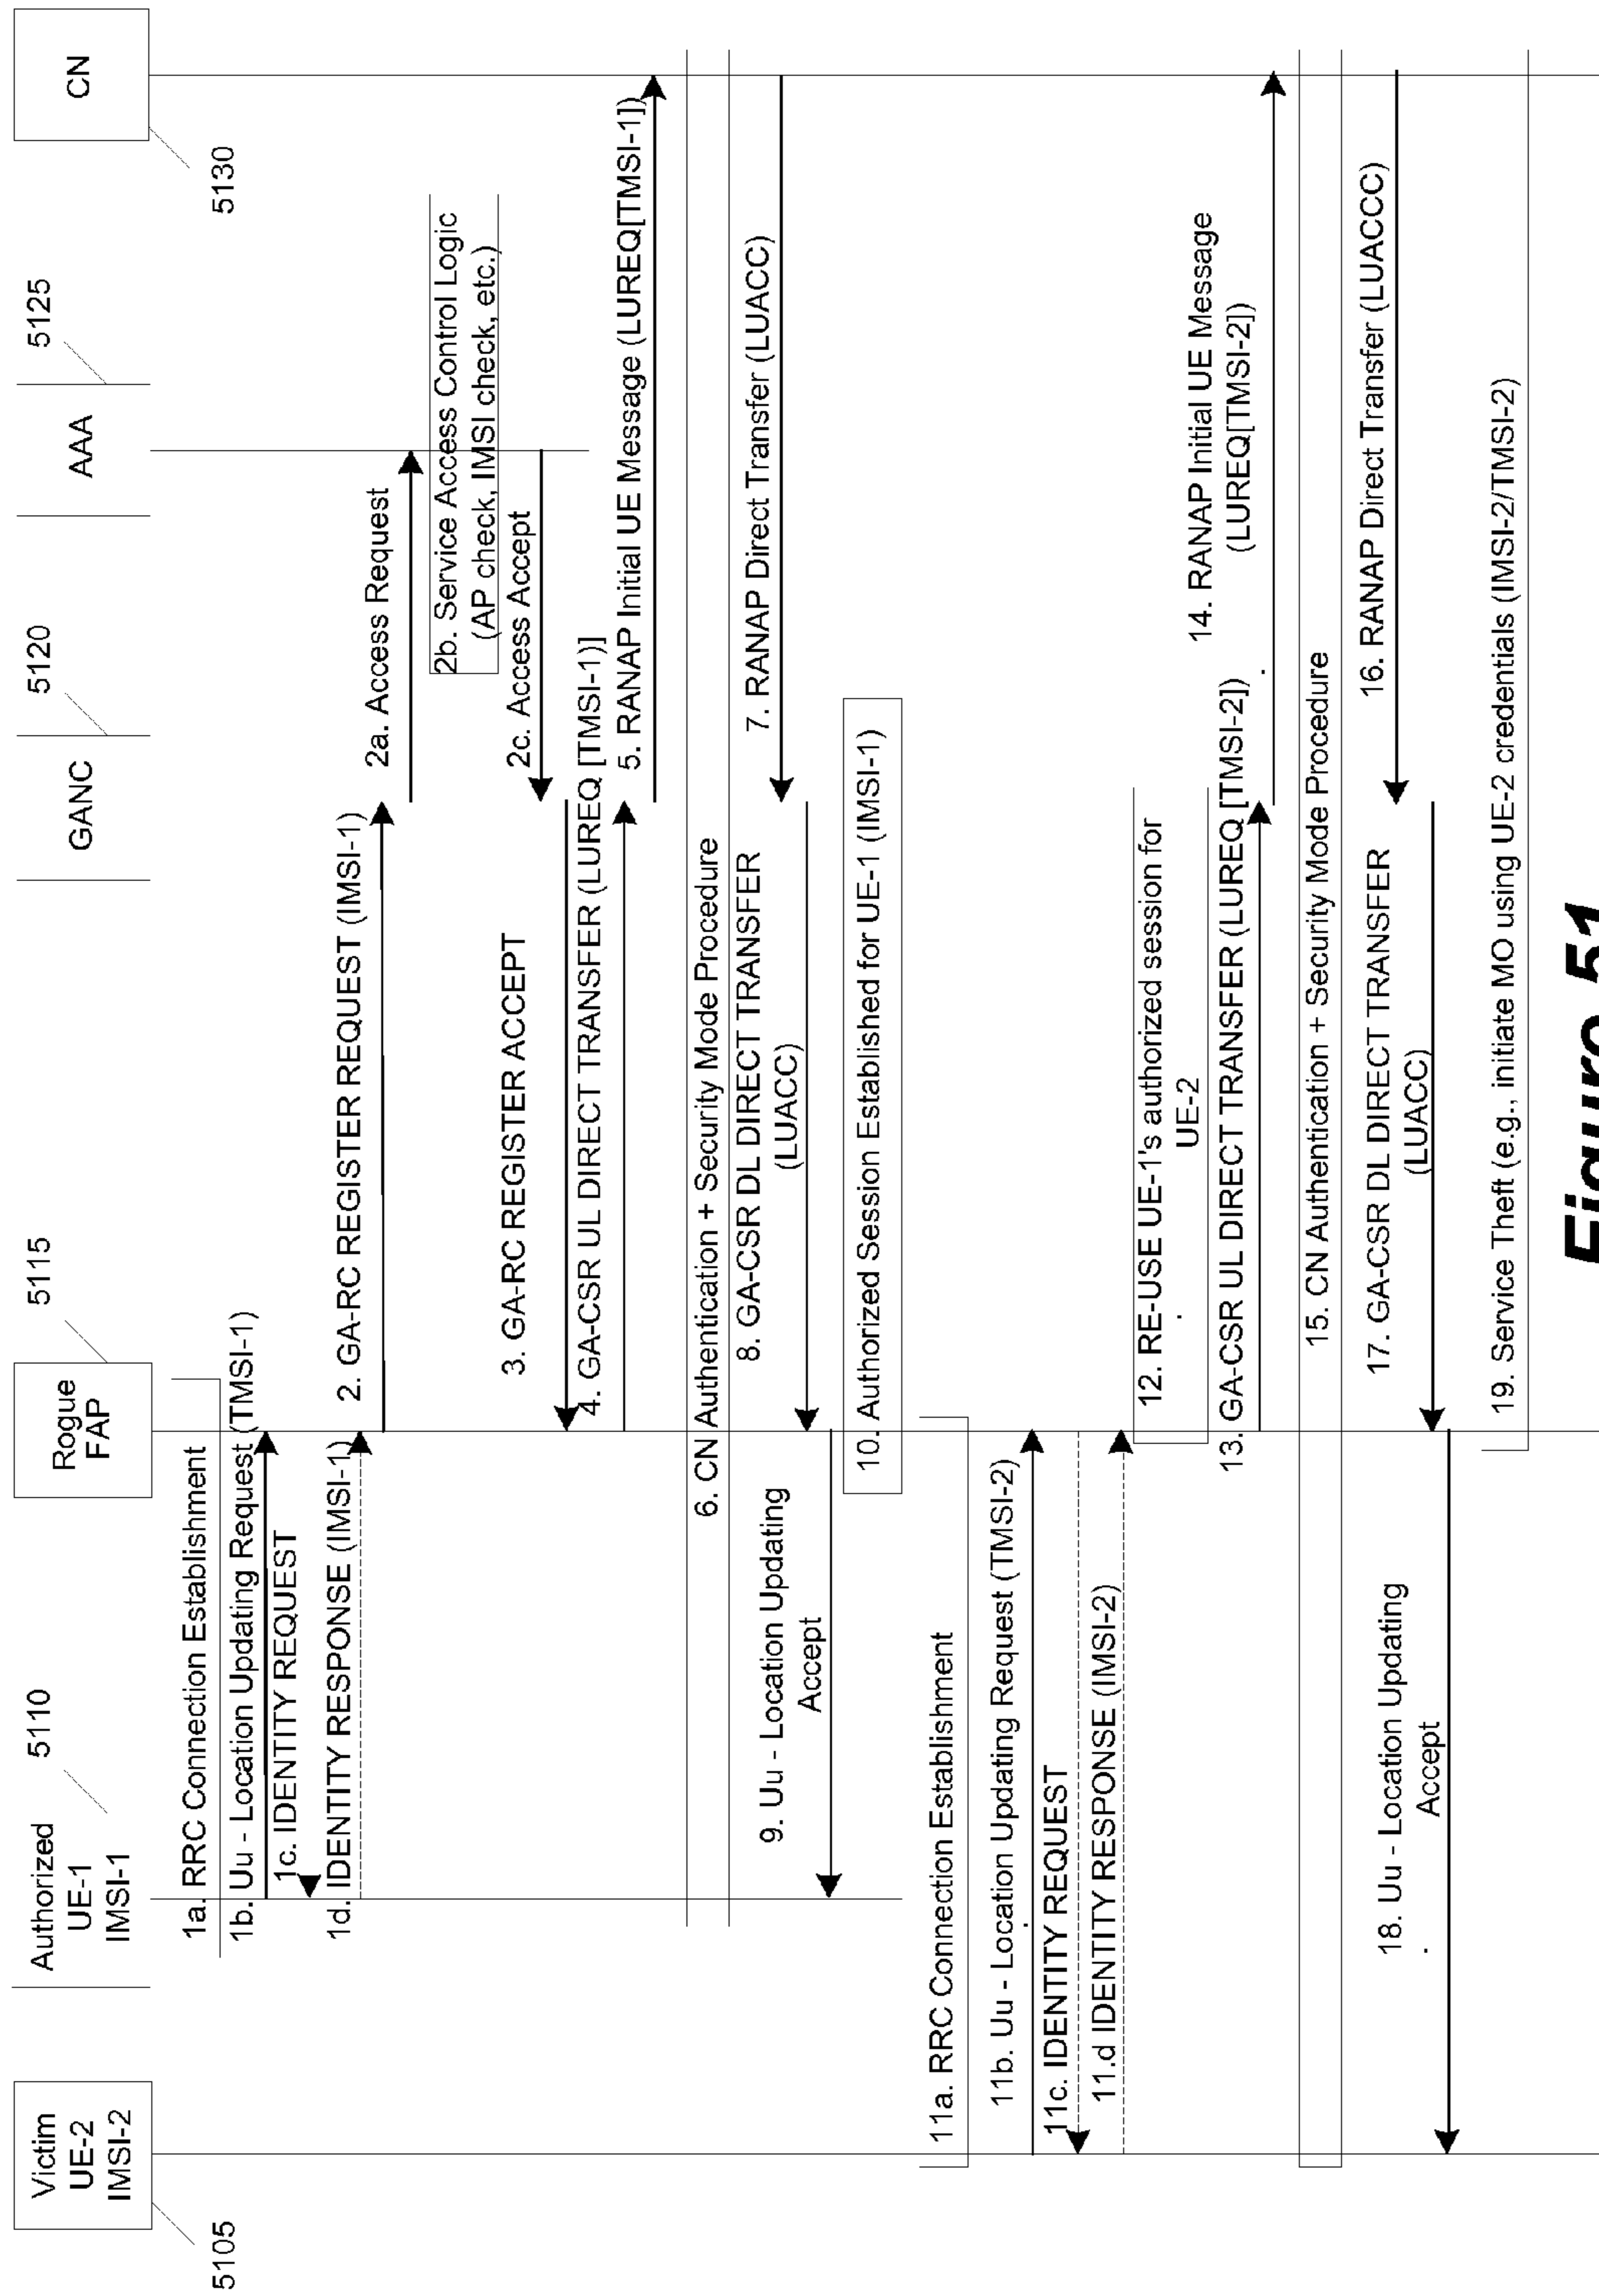 Victim
UE-2
IMSI-2
5105
Authorized
UE-1
IMSI-1
5110
Rogue
FAP
5115
GANC
5120
AAA
5125
CN
5130
1a. RRC Connection Establishment
1b. Uu - Location Updating Request (TMSI-1)
1c. IDENTITY REQUEST
1d. IDENTITY RESPONSE (IMSI-1)
2. GA-RC REGISTER REQUEST (IMSI-1)
2a. Access Request
2b. Service Access Control Logic
(AP check, IMSI check, etc.)
2c. Access Accept
3. GA-RC REGISTER ACCEPT
4. GA-CSR UL DIRECT TRANSFER (LUREQ [TMSI-1)]
5. RANAP Initial UE Message (LUREQ[TMSI-1])
6. CN Authentication + Security Mode Procedure
7. RANAP Direct Transfer (LUACC)
8. GA-CSR DL DIRECT TRANSFER
(LUACC)
9. Uu - Location Updating
Accept
10. Authorized Session Established for UE-1 (IMSI-1)
11a. RRC Connection Establishment
11b. Uu - Location Updating Request (TMSI-2)
11c. IDENTITY REQUEST
11.d IDENTITY RESPONSE (IMSI-2)
12. RE-USE UE-1's authorized session for
UE-2
13. GA-CSR UL DIRECT TRANSFER (LUREQ [TMSI-2])
14. RANAP Initial UE Message
(LUREQ[TMSI-2])
15. CN Authentication + Security Mode Procedure
16. RANAP Direct Transfer (LUACCC)
17. GA-CSR DL DIRECT TRANSFER
(LUACC)
18. Uu - Location Updating
Accept
19. Service Theft (e.g., initiate MO using UE-2 credentials (IMSI-2/TMSI-2)
Figure 51